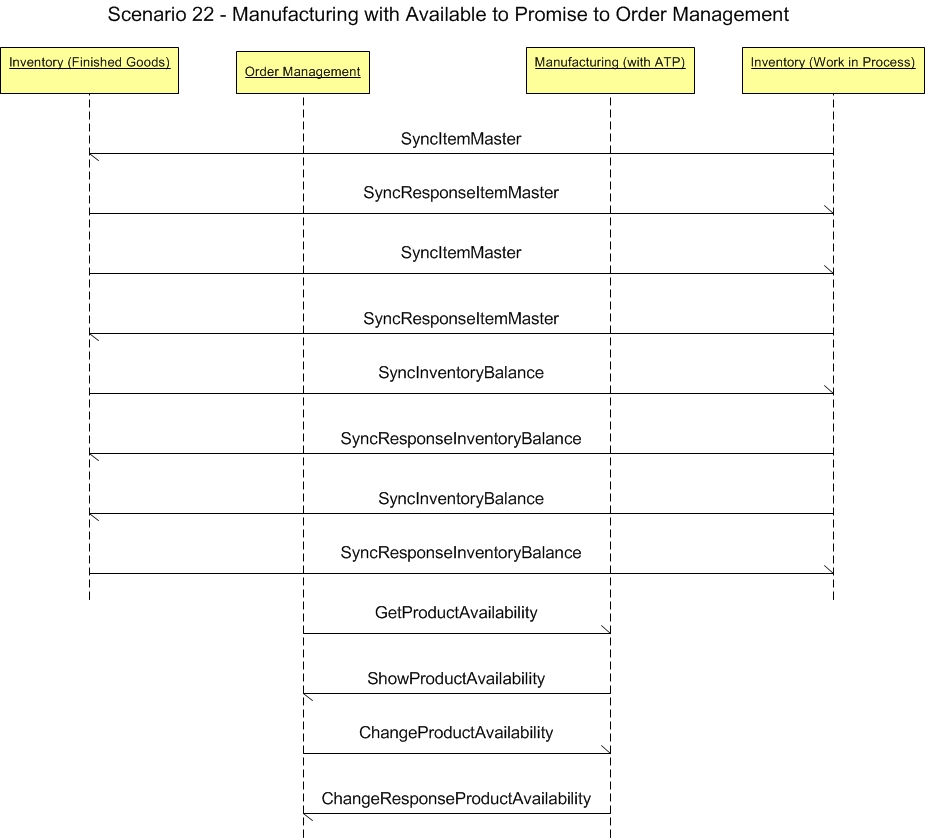 Scenario 22 - Manufacturing with Available to Promise to Order Management
Inventory (Finished Goods)
Order Management
Manufacturing (with ATP)
Inventory (Work in Process)
SyncItemMaster
SyncResponseItemMaster
SyncItemMaster
SyncResponseItemMaster
SyncInventoryBalance
SyncResponseInventoryBalance
SyncInventoryBalance
SyncResponseInventoryBalance
GetProductAvailability
ShowProductAvailability
ChangeProductAvailability
ChangeResponseProductAvailability